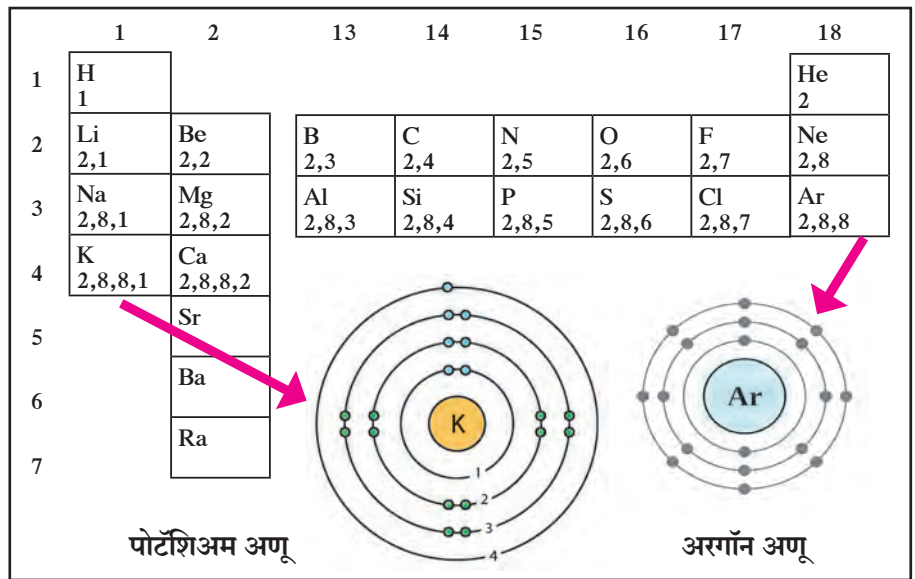 1 2 13 14 15 16 17 18
1 H He
1 2
2 Li Be B C N O F Ne
2,1 2,2 2,3 2,4 2,5 2,6 2,7 2,8
3 Na Mg Al Si P S Cl Ar
2,8,1 2,8,2 2,8,3 2,8,4 2,8,5 2,8,6 2,8,7 2,8,8
4 K Ca
2,8,8,1 2,8,8,2
5 Sr
6 Ba
7 Ra
K
1
2
3
4
Ar
पोटॅशिअम अणू
अरगॉन अणू